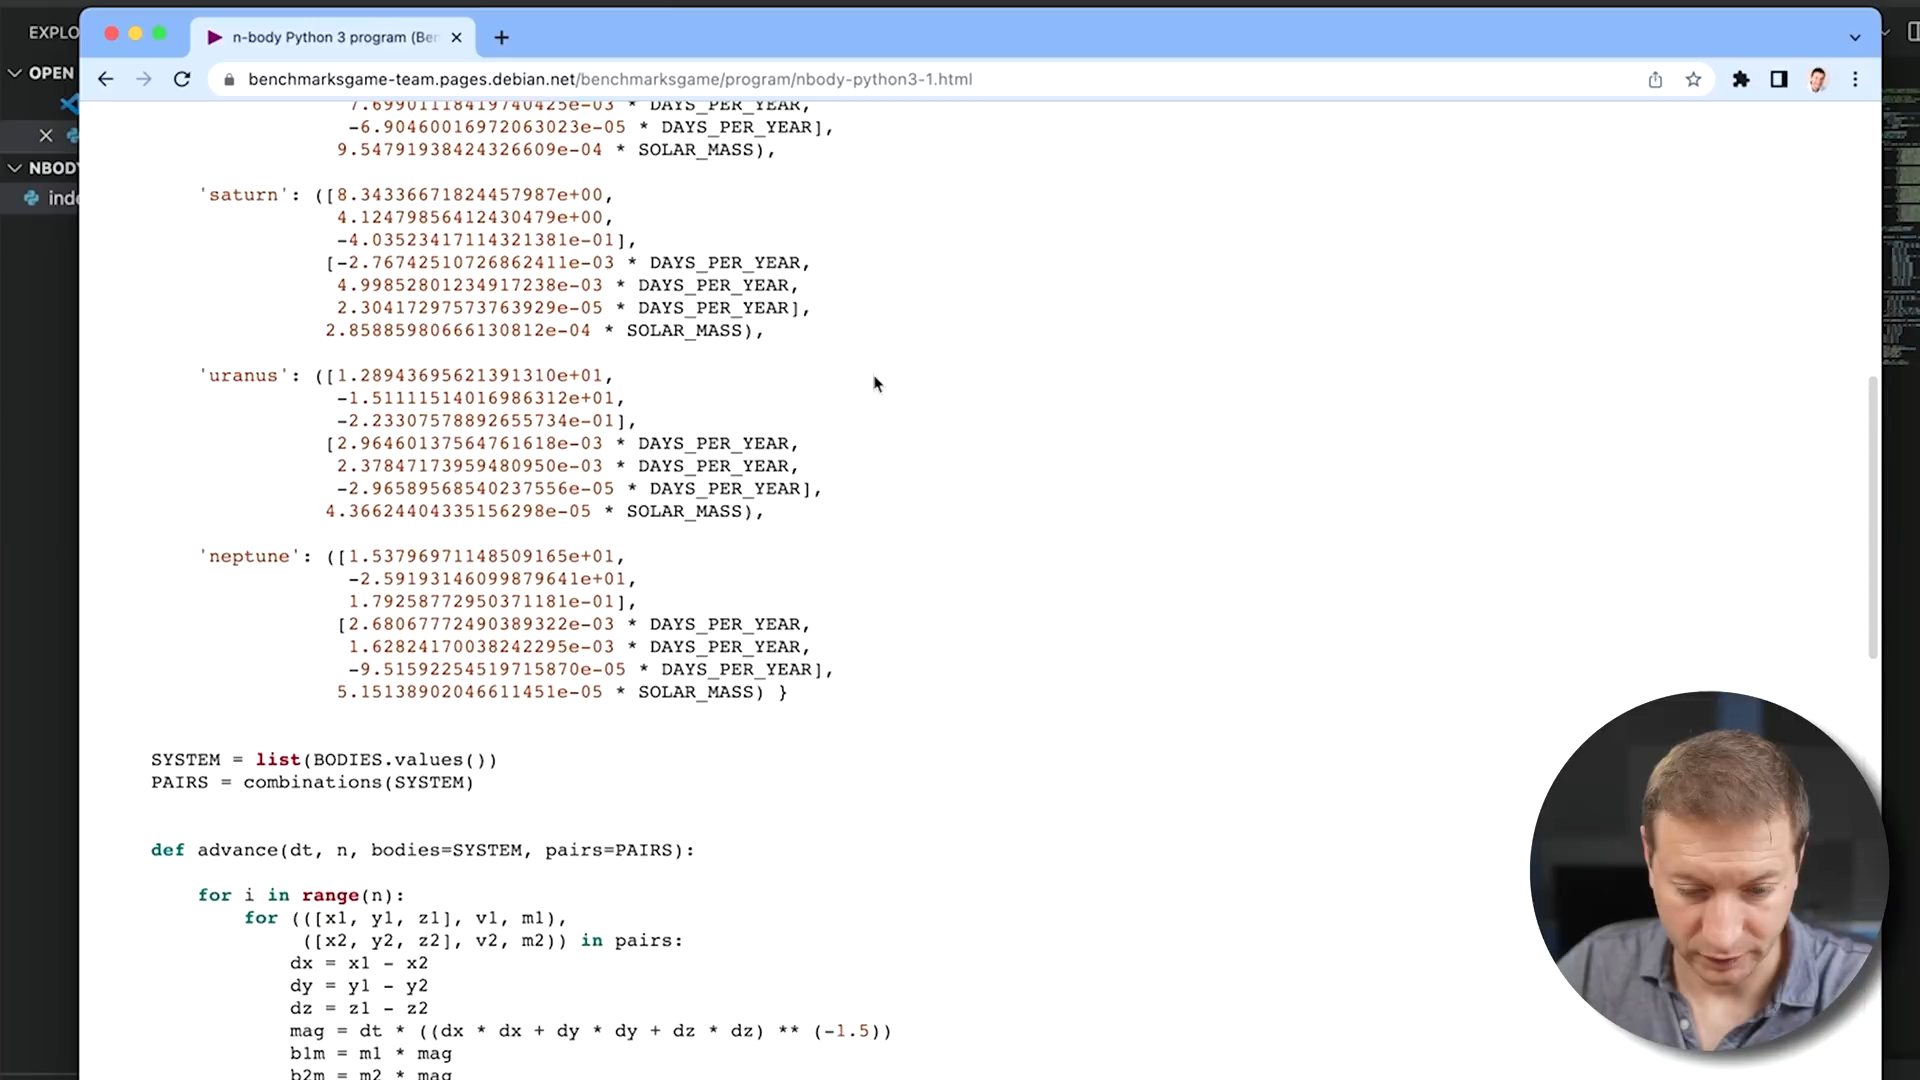 EXPLO
n-body Python 3 program (Ber
benchmarksgame-team.pages.debian.net/benchmarksgame/program/nbody-python3-1.html
OPEN
NBODY
inde
7.69901118419740425e-03 * DAYS_PER_YEAR,
-6.90460016972063023e-05 * DAYS_PER_YEAR],
9.54791938424326609e-04 * SOLAR_MASS),
'saturn': ([8.34336671824457987e+00,
4.12479856412430479e+00,
-4.03523417114321381e-01],
[-2.76742510726862411e-03 * DAYS_PER_YEAR,
4.99852801234917238e-03 * DAYS_PER_YEAR,
2.30417297573763929e-05 * DAYS_PER_YEAR],
2.85885980666130812e-04 * SOLAR_MASS),
'uranus': ([1.28943695621391310e+01,
-1.51111514016986312e+01,
-2.23307578892655734e-01],
[2.96460137564761618e-03 * DAYS_PER_YEAR,
2.37847173959480950e-03 * DAYS_PER_YEAR,
-2.96589568540237556e-05 * DAYS_PER_YEAR],
4.36624404335156298e-05 * SOLAR_MASS),
'neptune': ([1.53796971148509165e+01,
-2.59193146099879641e+01,
1.79258772950371181e-01],
[2.68067772490389322e-03 * DAYS_PER_YEAR,
1.62824170038242295e-03 * DAYS_PER_YEAR,
-9.51592254519715870e-05 * DAYS_PER_YEAR],
5.15138902046611451e-05 * SOLAR_MASS) }
SYSTEM = list(BODIES.values())
PAIRS = combinations(SYSTEM)
def advance(dt, n, bodies=SYSTEM, pairs=PAIRS):
for i in range(n):
for (([x1, y1, z1], v1, m1),
([x2, y2, z2], v2, m2)) in pairs:
dx = x1 - x2
dy = y1 - y2
dz = z1 - z2
mag = dt * ((dx * dx + dy * dy + dz * dz) ** (-1.5))
b1m = m1 * mag
b2m = m2 * mag